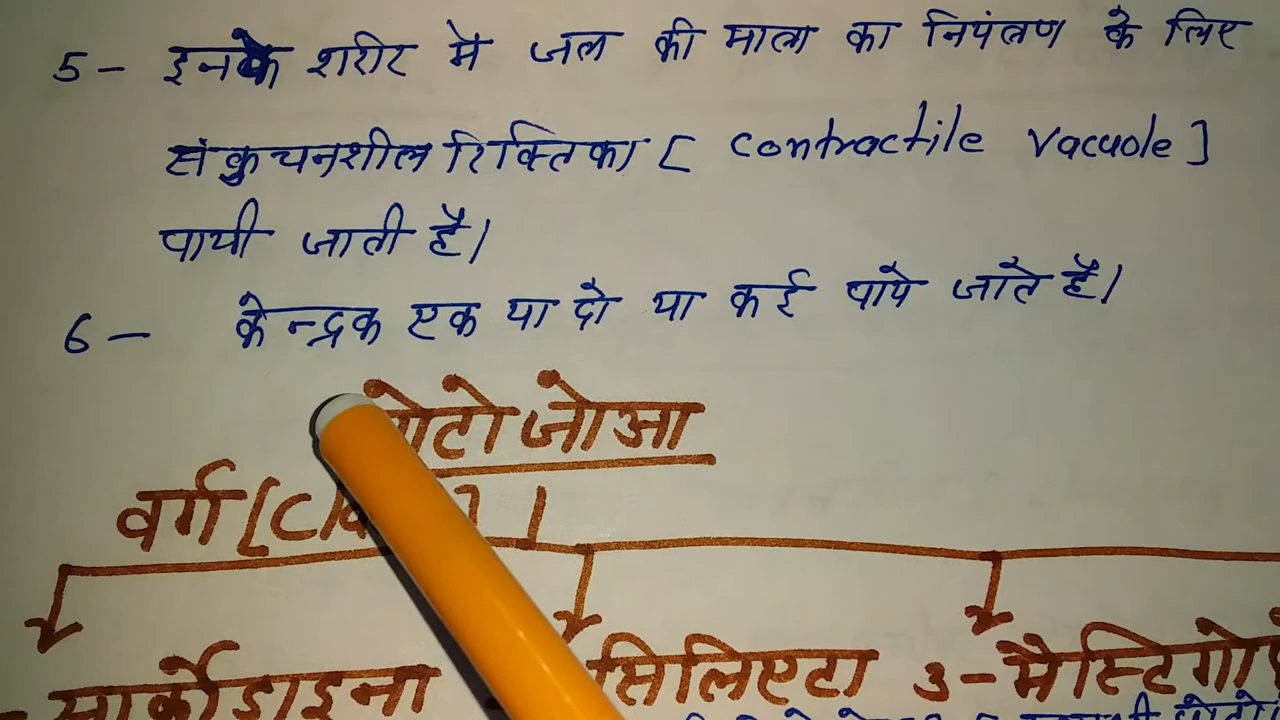 5- इनके शरीर मे जल की मात्रा का नियंत्रण के लिए
संकुचनशील रिक्तिका [ Contractile Vacuole ]
पायी जाती है।
6- केन्द्रक एक या दो या कई पाये जाते है।
वर्ग
सार्कोडाइना सिलिएटा 3-